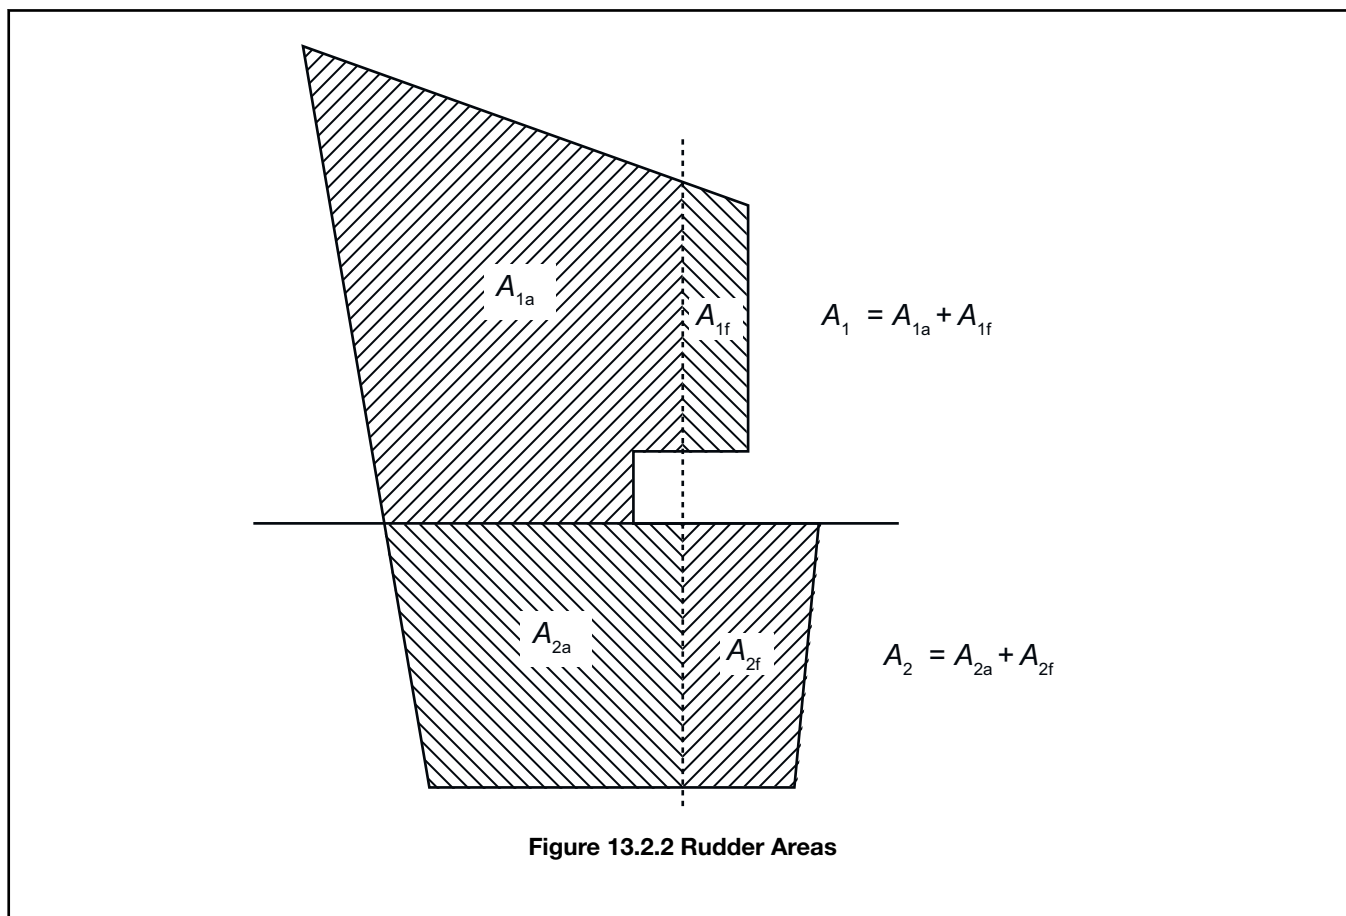 A1a
A1f
A1 = A1a + A1f
A2a
A2f
A2 = A2a + A2f
Figure 13.2.2 Rudder Areas